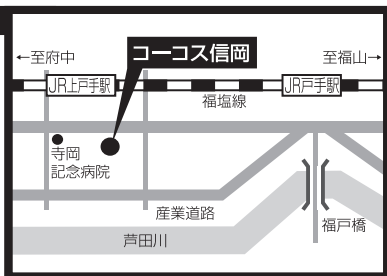 コーコス信岡
←至府中
至福山→
JR上戸手駅
JR戸手駅
福塩線
寺岡
記念病院
産業道路
福戸橋
芦田川